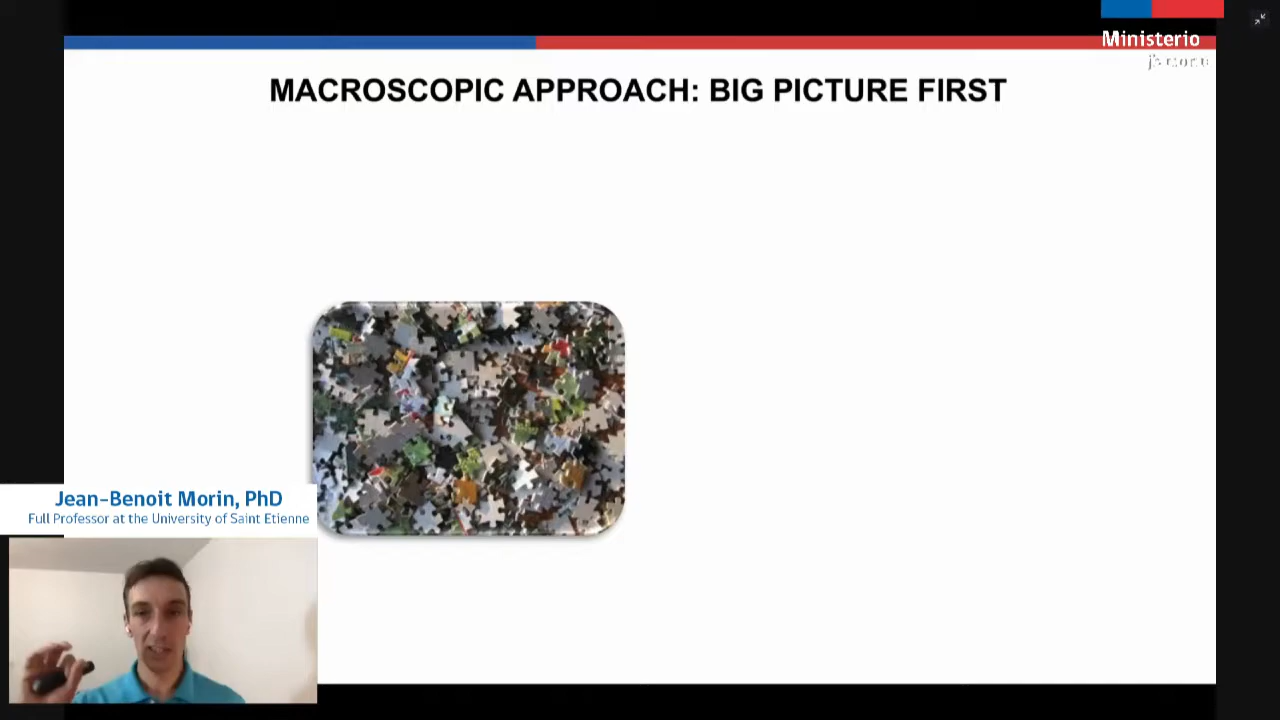 Ministerio
MACROSCOPIC APPROACH: BIG PICTURE FIRST
Jean-Benoit Morin, PhD
Full Professor at the University of Saint Etienne